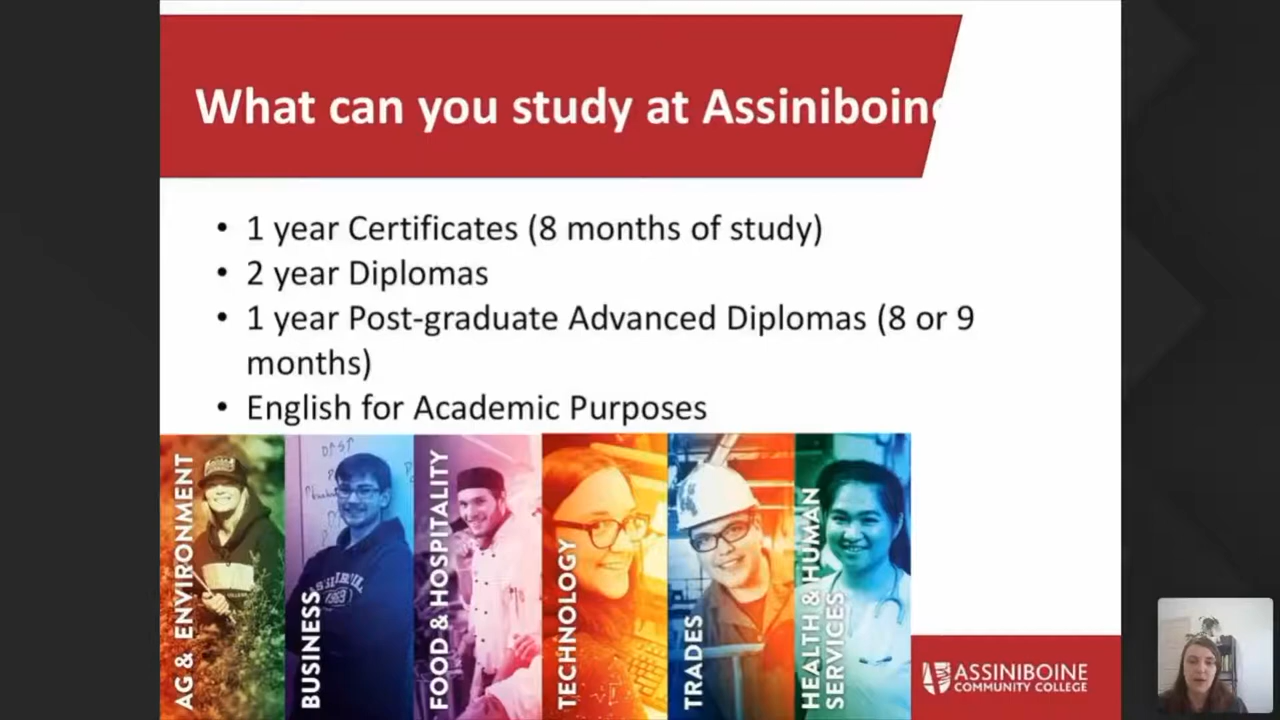 What can you study at Assiniboine
• 1 year Certificates (8 months of study)
• 2 year Diplomas
• 1 year Post-graduate Advanced Diplomas (8 or 9
months)
• English for Academic Purposes
AG & ENVIRONMENT
BUSINESS
FOOD & HOSPITALITY
TECHNOLOGY
TRADES
HEALTH & HUMAN
SERVICES
ASSINIBOINE
COMMUNITY COLLEGE